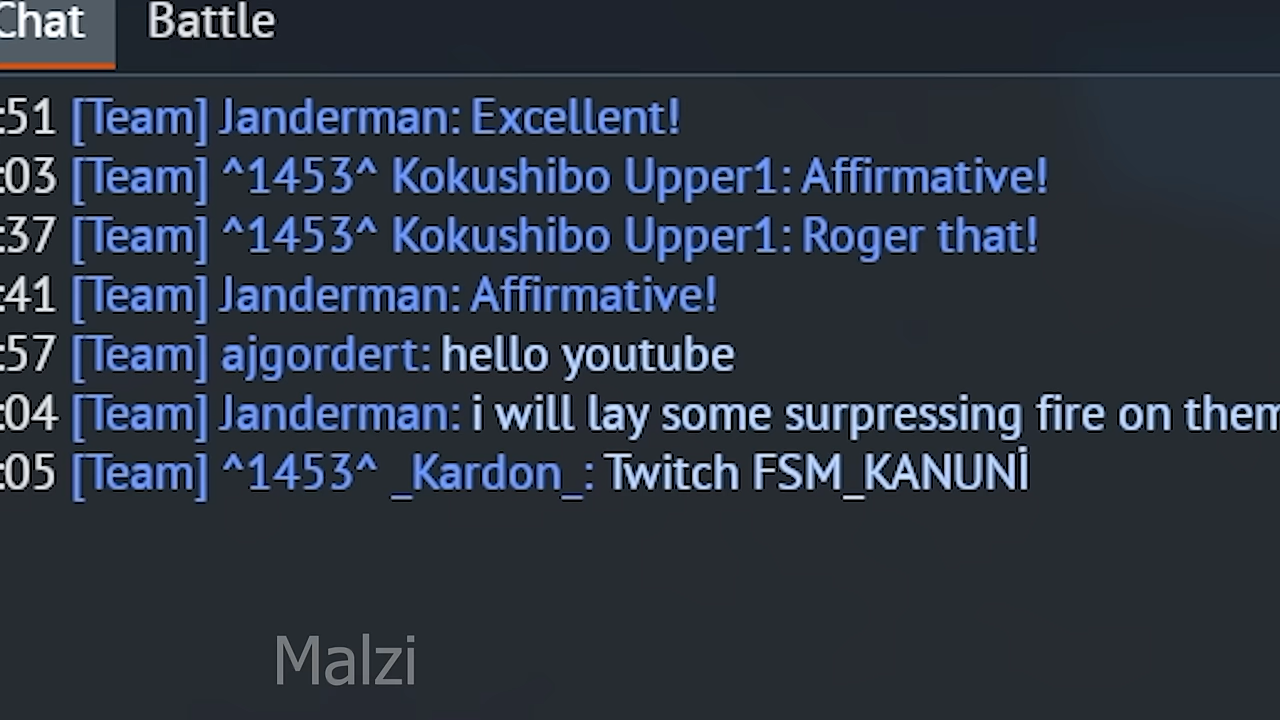 Chat Battle
:51 [Team] Janderman: Excellent!
:03 [Team] ^1453^ Kokushibo Upper1: Affirmative!
:37 [Team] ^1453^ Kokushibo Upper1: Roger that!
:41 [Team] Janderman: Affirmative!
:57 [Team] ajgordert: hello youtube
:04 [Team] Janderman: i will lay some surpressing fire on them
:05 [Team] ^1453^ _Kardon_: Twitch FSM_KANUNİ
Malzi